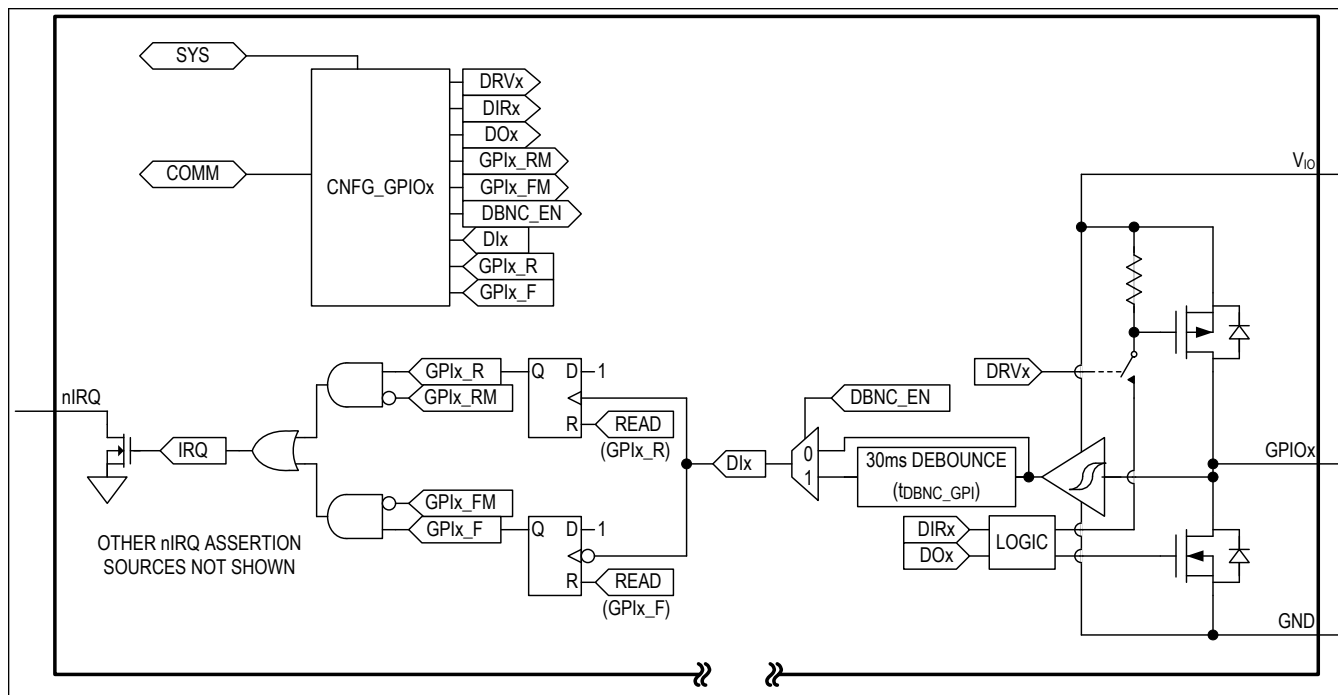 SYS
COMM
CNFG_GPIOx
DRVx
DIRx
DOx
GPIx_RM
GPIx_FM
DBNC_EN
DIx
GPIx_R
GPIx_F
VIO
GPIOx
GND
DRVx
DBNC_EN
nIRQ
IRQ
GPIx_R
GPIx_RM
Q D 1
R READ
(GPIx_R)
DIx
0
1
30ms DEBOUNCE
(tDBNC_GPI)
DIRx
DOx
LOGIC
GPIx_FM
GPIx_F
Q D 1
R READ
(GPIx_F)
OTHER nIRQ ASSERTION
SOURCES NOT SHOWN